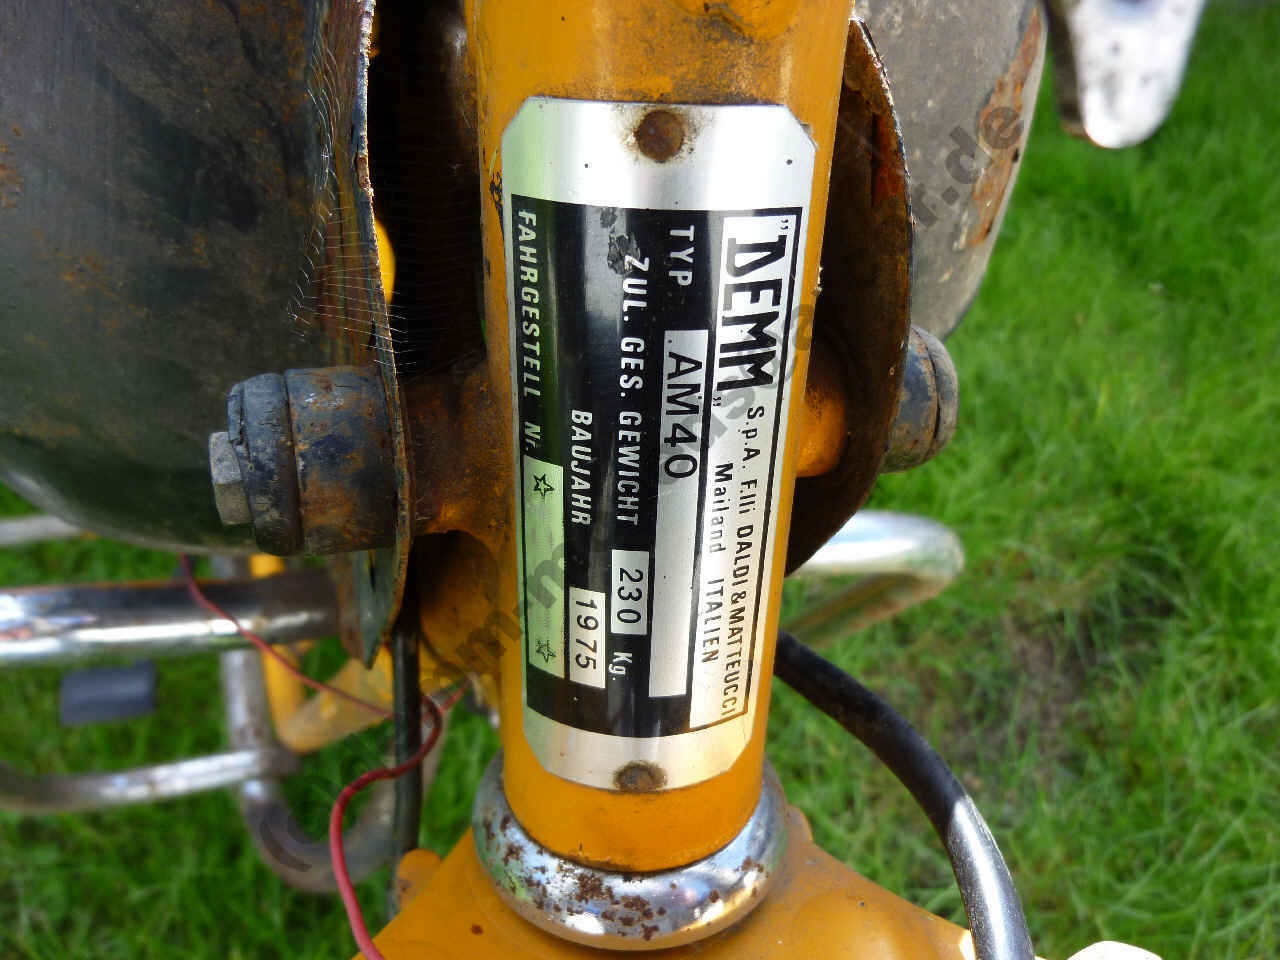 "DEMM" S.p.A. F.lli DALDI & MATTEUCCI
Mailand ITALIEN
TYP AM40
ZUL. GES. GEWICHT 230 Kg.
BAUJAHR 1975
FAHRGESTELL Nr.